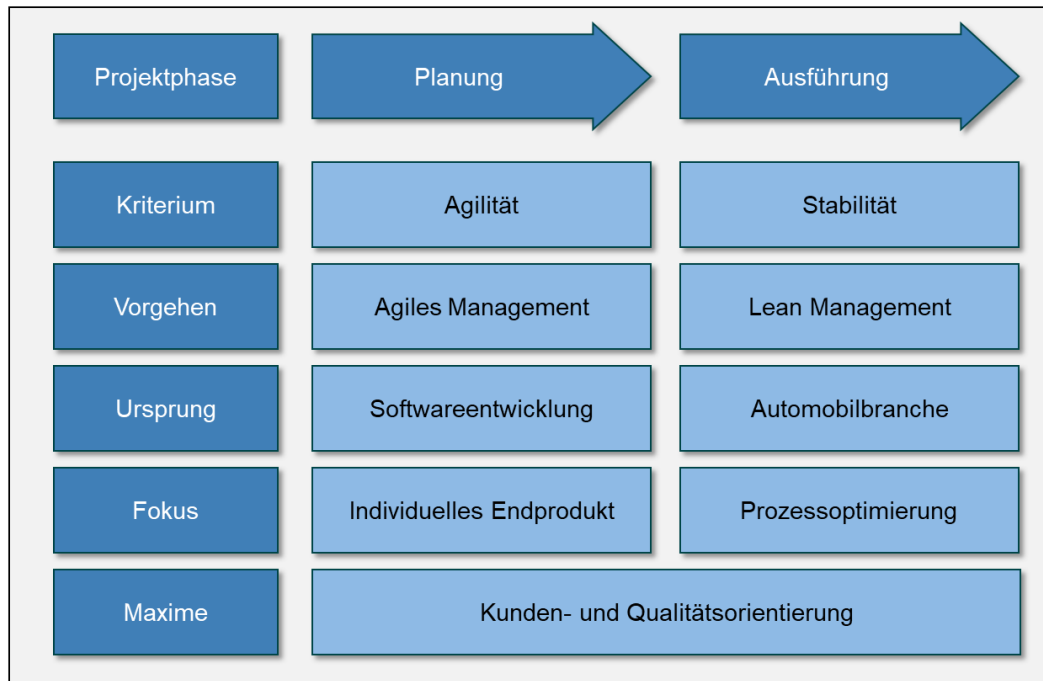 Projektphase
Planung
Ausführung
Kriterium
Agilität
Stabilität
Vorgehen
Agiles Management
Lean Management
Ursprung
Softwareentwicklung
Automobilbranche
Fokus
Individuelles Endprodukt
Prozessoptimierung
Maxime
Kunden- und Qualitätsorientierung